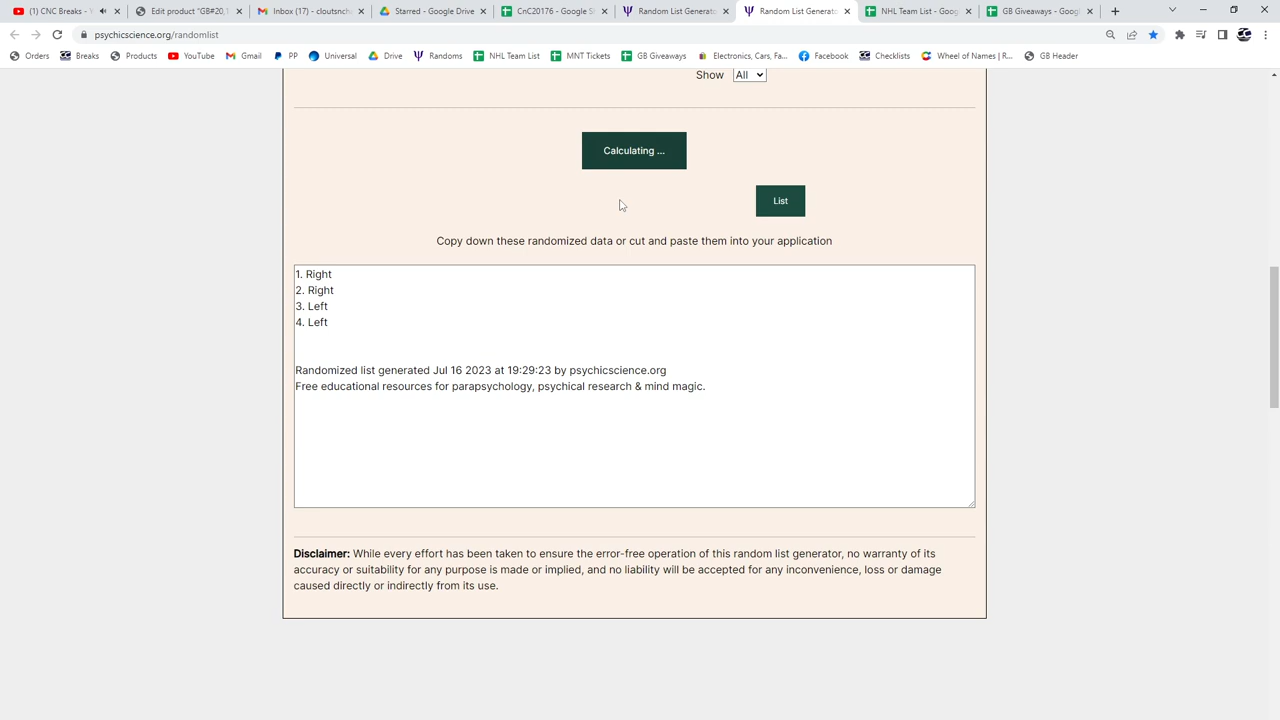 (1) CNC Breaks -
Edit product "GB#20,1
Inbox (17) - cloutsnch
Starred - Google Drive
CnC20176 - Google S
Random List Generato
Random List Generato
NHL Team List - Goog
GB Giveaways - Goog
psychicscience.org/randomlist
Orders
Breaks
Products
YouTube
Gmail
PP
Universal
Drive
Randoms
NHL Team List
MNT Tickets
GB Giveaways
Electronics, Cars, Fa...
Facebook
Checklists
Wheel of Names | R...
GB Header
Show All
Calculating ...
List
Copy down these randomized data or cut and paste them into your application
1. Right
2. Right
3. Left
4. Left
Randomized list generated Jul 16 2023 at 19:29:23 by psychicscience.org
Free educational resources for parapsychology, psychical research & mind magic.
Disclaimer: While every effort has been taken to ensure the error-free operation of this random list generator, no warranty of its
accuracy or suitability for any purpose is made or implied, and no liability will be accepted for any inconvenience, loss or damage
caused directly or indirectly from its use.